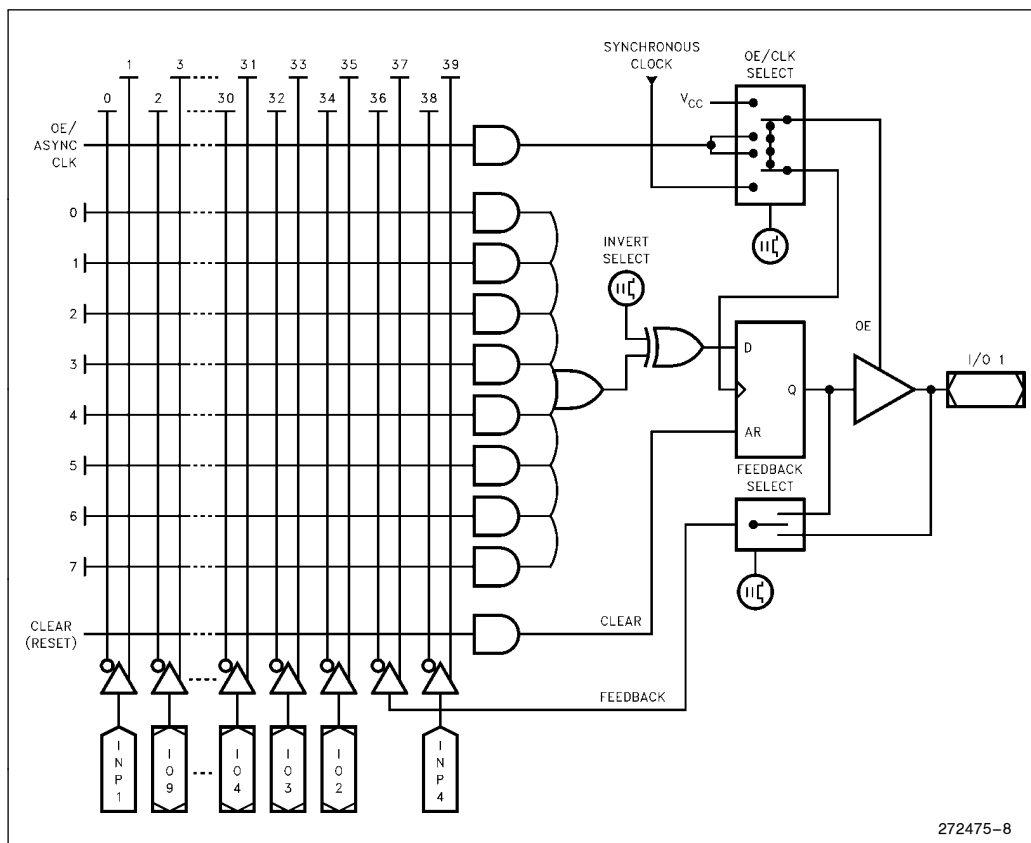 1 3 31 33 35 37 39
0 2 30 32 34 36 38
OE/
ASYNC
CLK
SYNCHRONOUS
CLOCK
OE/CLK
SELECT
VCC
0
1
2
3
4
5
6
7
INVERT
SELECT
D
Q
AR
OE
I/O 1
FEEDBACK
SELECT
CLEAR
(RESET)
CLEAR
FEEDBACK
INP1
IO9
IO4
IO3
IO2
INP4
272475-8